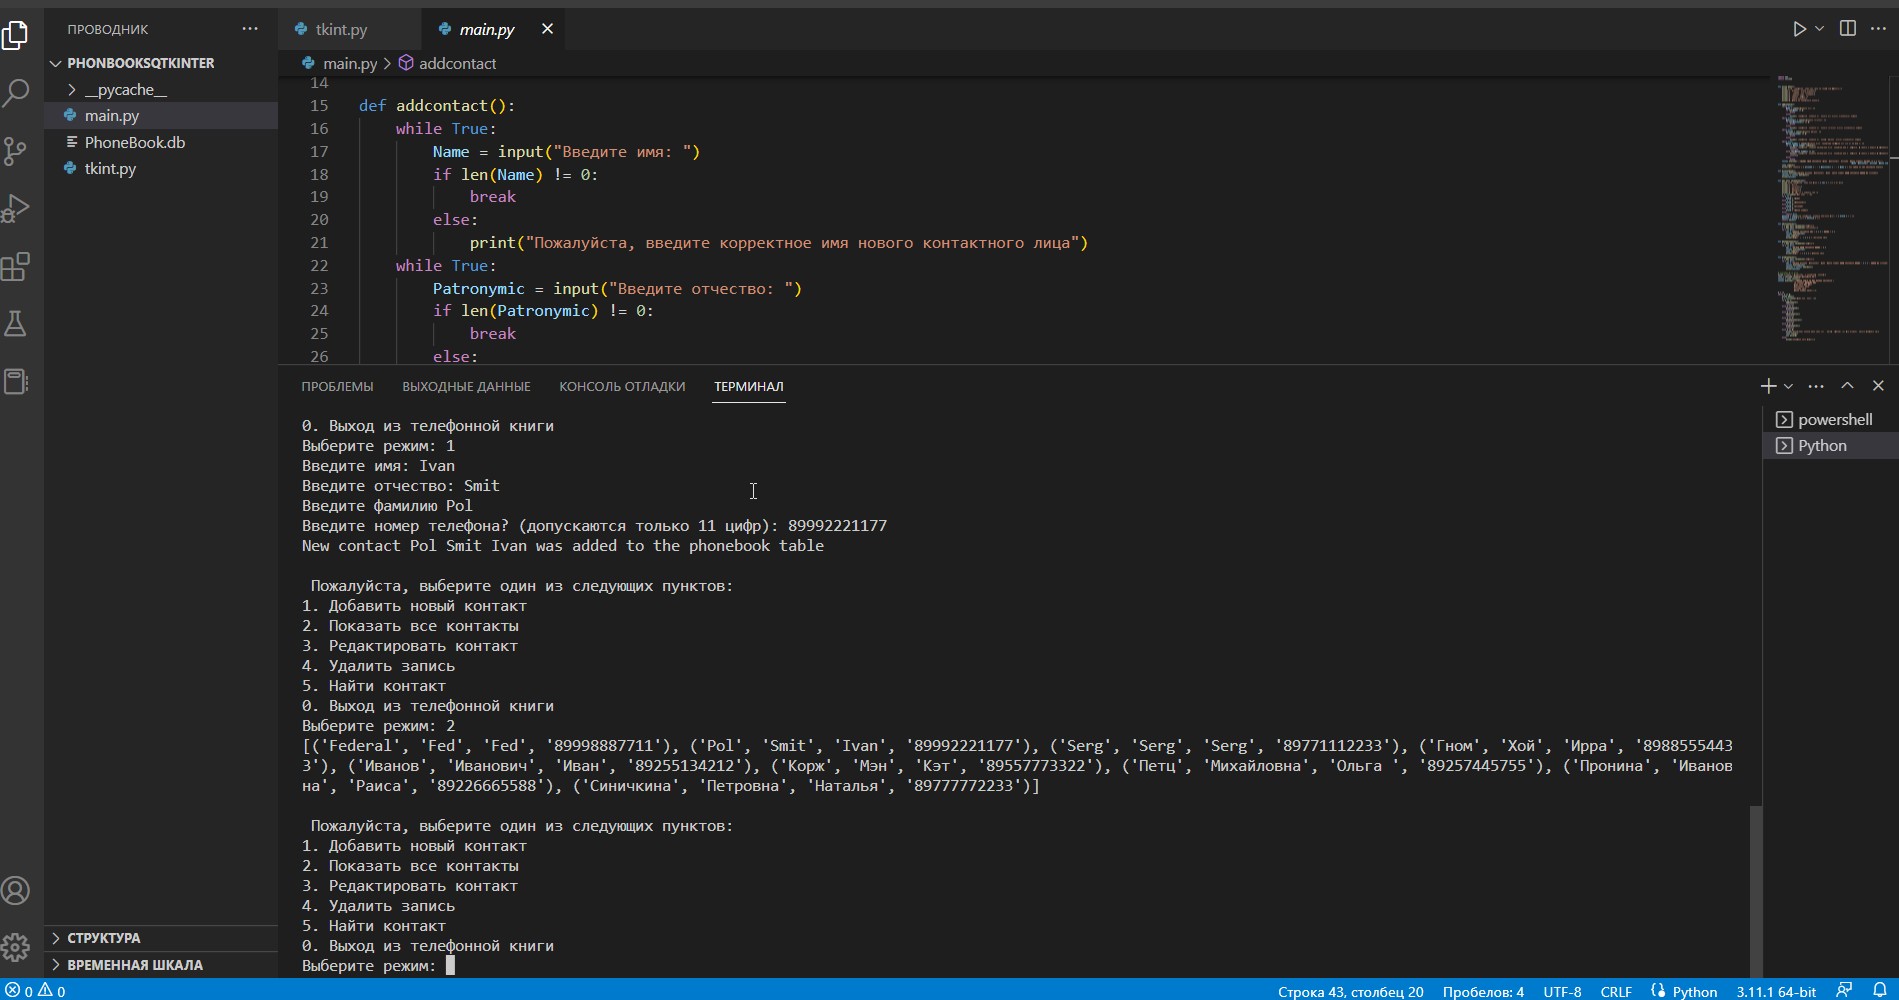 ПРОВОДНИК
PHONBOOKSQTKINTER
__pycache__
main.py
PhoneBook.db
tkint.py
СТРУКТУРА
ВРЕМЕННАЯ ШКАЛА
tkint.py
main.py
main.py > addcontact
14
15 def addcontact():
16 while True:
17 Name = input("Введите имя: ")
18 if len(Name) != 0:
19 break
20 else:
21 print("Пожалуйста, введите корректное имя нового контактного лица")
22 while True:
23 Patronymic = input("Введите отчество: ")
24 if len(Patronymic) != 0:
25 break
26 else:
ПРОБЛЕМЫ ВЫХОДНЫЕ ДАННЫЕ КОНСОЛЬ ОТЛАДКИ ТЕРМИНАЛ
0. Выход из телефонной книги
Выберите режим: 1
Введите имя: Ivan
Введите отчество: Smit
Введите фамилию Pol
Введите номер телефона? (допускаются только 11 цифр): 89992221177
New contact Pol Smit Ivan was added to the phonebook table
Пожалуйста, выберите один из следующих пунктов:
1. Добавить новый контакт
2. Показать все контакты
3. Редактировать контакт
4. Удалить запись
5. Найти контакт
0. Выход из телефонной книги
Выберите режим: 2
[('Federal', 'Fed', 'Fed', '89998887711'), ('Pol', 'Smit', 'Ivan', '89992221177'), ('Serg', 'Serg', 'Serg', '89771112233'), ('Гном', 'Хой', 'Ирра', '8988555443
3'), ('Иванов', 'Иванович', 'Иван', '89255134212'), ('Корж', 'Мэн', 'Кэт', '89557773322'), ('Петц', 'Михайловна', 'Ольга ', '89257445755'), ('Пронина', 'Иванов
на', 'Раиса', '89226665588'), ('Синичкина', 'Петровна', 'Наталья', '89777772233')]
Пожалуйста, выберите один из следующих пунктов:
1. Добавить новый контакт
2. Показать все контакты
3. Редактировать контакт
4. Удалить запись
5. Найти контакт
0. Выход из телефонной книги
Выберите режим:
powershell
Python
0 0
Строка 43, столбец 20 Пробелов: 4 UTF-8 CRLF Python 3.11.1 64-bit